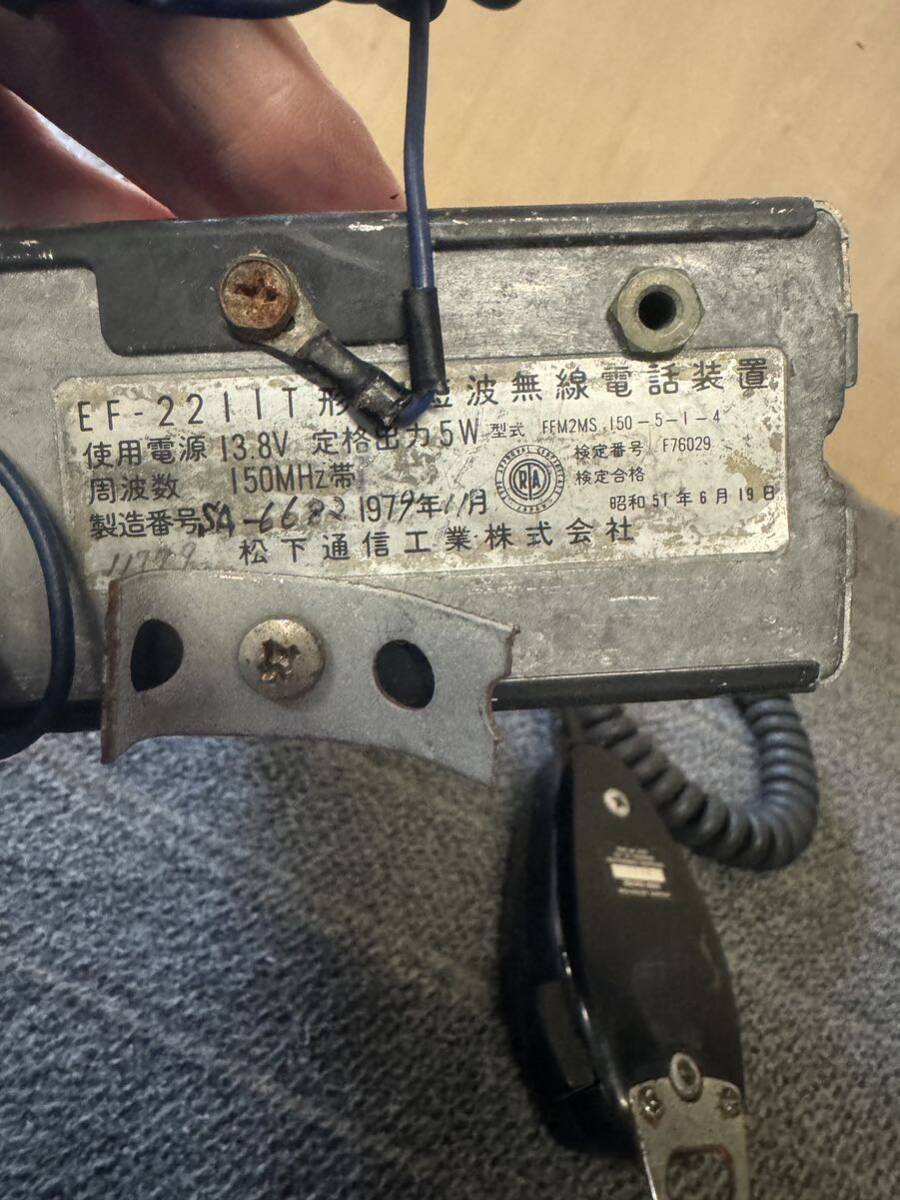 EF-2211T形 短波無線電話装置
使用電源 13.8V 定格出力 5W 型式 FFM2MS 150-5-1-4
周波数 150MHz帯 検定番号 F76029
検定合格
製造番号 SA-6682 1979年11月 昭和51年6月19日
松下通信工業株式会社
11779